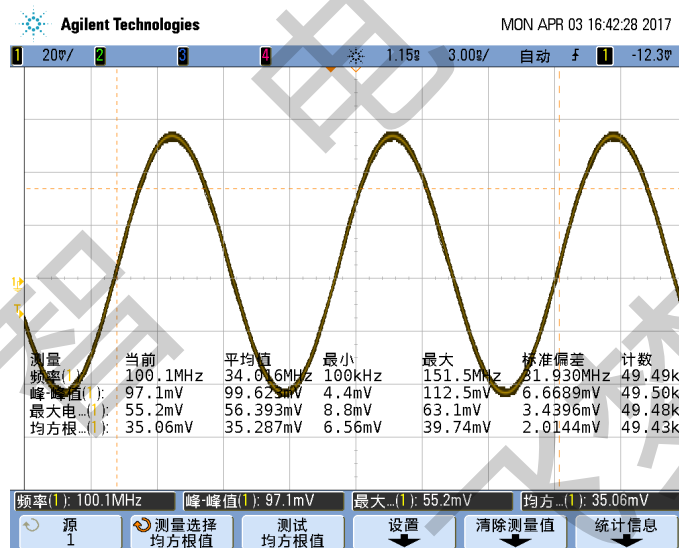 Agilent Technologies MON APR 03 16:42:28 2017
1 20mV/ 2 3 4 1.15s 3.00s/ 自动 1 -12.3V
测量 当前 平均值 最小 最大 标准偏差 计数
频率(1): 100.1MHz 34.016MHz 100kHz 151.5MHz 31.930MHz 49.49k
峰-峰值(1): 97.1mV 99.623mV 4.4mV 112.5mV 6.6689mV 49.50k
最大电…(1): 55.2mV 56.393mV 8.8mV 63.1mV 3.4396mV 49.48k
均方根…(1): 35.06mV 35.287mV 6.56mV 39.74mV 2.0144mV 49.43k
频率(1): 100.1MHz 峰-峰值(1): 97.1mV 最大…(1): 55.2mV 均方…(1): 35.06mV
源 测量选择 测试 设置 清除测量值 统计信息
1 均方根值 均方根值